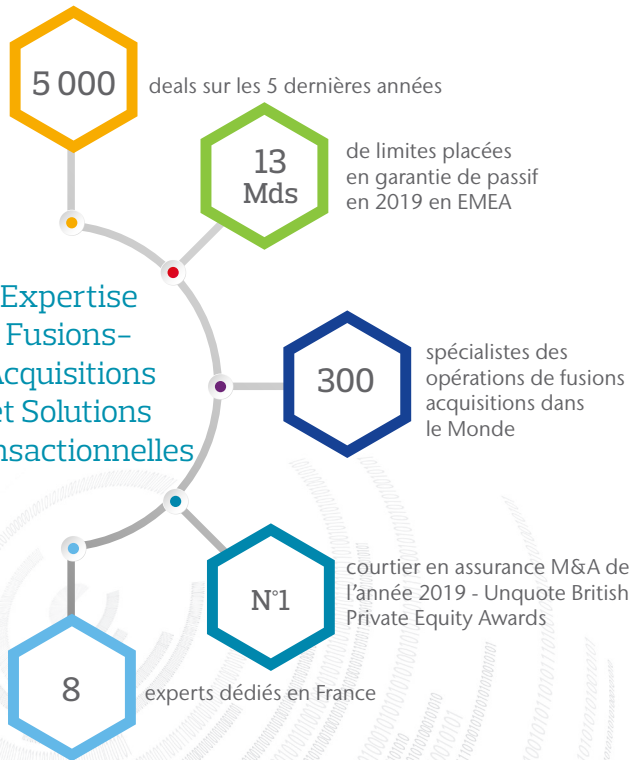 5 000
deals sur les 5 dernières années
13
Mds
de limites placées
en garantie de passif
en 2019 en EMEA
Expertise
Fusions-
Acquisitions
et Solutions
nsactionnelles
300
spécialistes des
opérations de fusions
acquisitions dans
le Monde
N°1
courtier en assurance M&A de
l’année 2019 - Unquote British
Private Equity Awards
8
experts dédiés en France